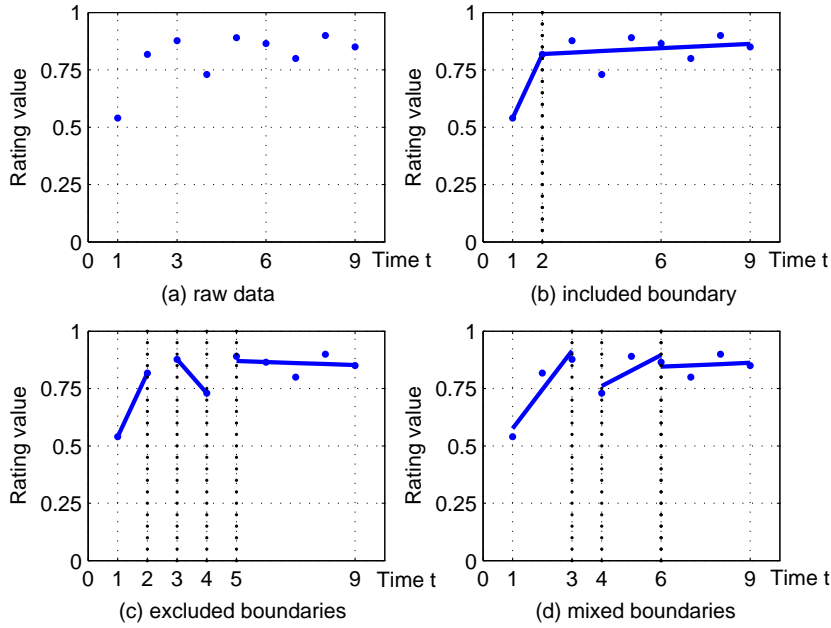 Rating value
1
0.75
0.5
0.25
0
0 1 3 6 9 Time t
(a) raw data
Rating value
1
0.75
0.5
0.25
0
0 1 2 6 9 Time t
(b) included boundary
Rating value
1
0.75
0.5
0.25
0
0 1 2 3 4 5 9 Time t
(c) excluded boundaries
Rating value
1
0.75
0.5
0.25
0
0 1 3 4 6 9 Time t
(d) mixed boundaries